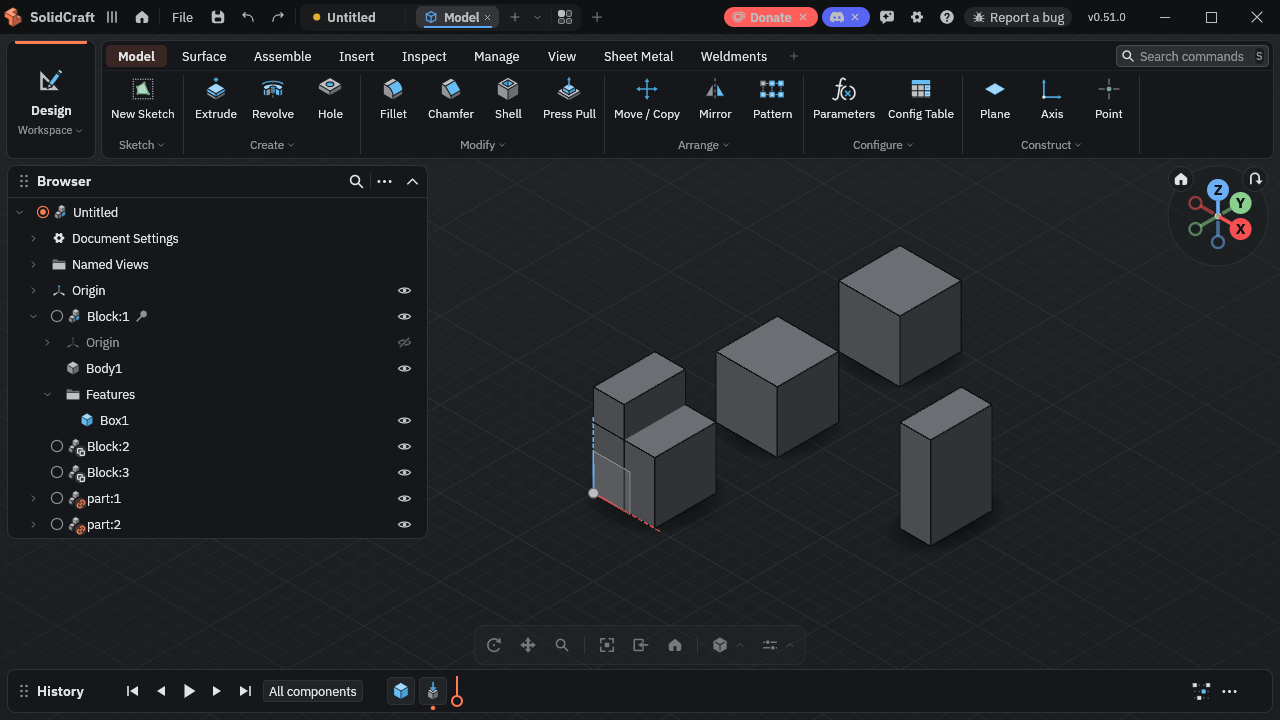 SolidCraft
File
Untitled
Model
Donate
Report a bug
v0.51.0
Design
Workspace
Model
Surface
Assemble
Insert
Inspect
Manage
View
Sheet Metal
Weldments
Search commands
S
New Sketch
Extrude
Revolve
Hole
Fillet
Chamfer
Shell
Press Pull
Move / Copy
Mirror
Pattern
Parameters
Config Table
Plane
Axis
Point
Sketch
Create
Modify
Arrange
Configure
Construct
Browser
Untitled
Document Settings
Named Views
Origin
Block:1
Origin
Body1
Features
Box1
Block:2
Block:3
part:1
part:2
Z
Y
X
History
All components